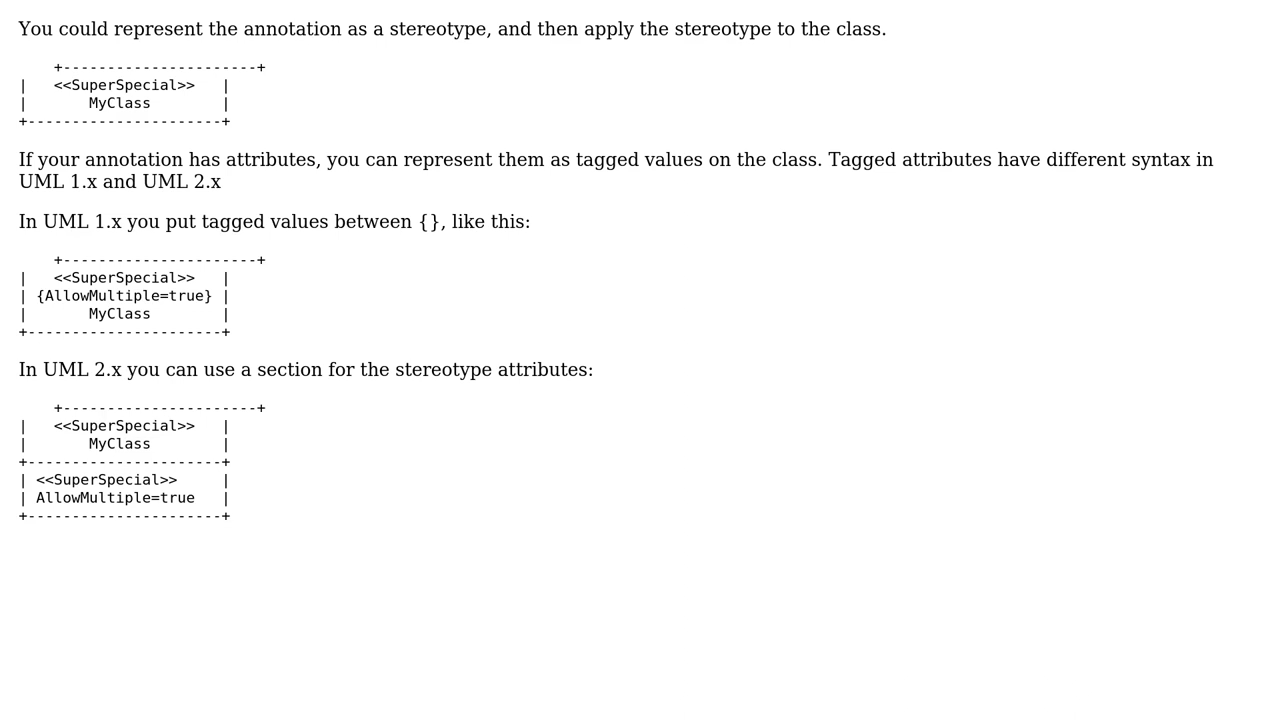 You could represent the annotation as a stereotype, and then apply the stereotype to the class.
    +----------------------+
|   <<SuperSpecial>>   |
|       MyClass        |
+----------------------+
If your annotation has attributes, you can represent them as tagged values on the class. Tagged attributes have different syntax in
UML 1.x and UML 2.x
In UML 1.x you put tagged values between {}, like this:
    +----------------------+
|   <<SuperSpecial>>   |
| {AllowMultiple=true} |
|       MyClass        |
+----------------------+
In UML 2.x you can use a section for the stereotype attributes:
    +----------------------+
|   <<SuperSpecial>>   |
|       MyClass        |
+----------------------+
| <<SuperSpecial>>     |
| AllowMultiple=true   |
+----------------------+